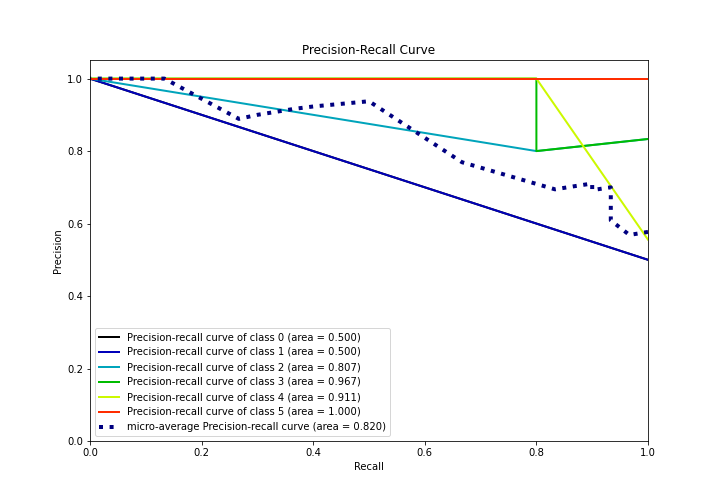 Precision-Recall Curve
1.0
0.8
0.6
0.4
0.2
0.0
Precision
Precision-recall curve of class 0 (area = 0.500)
Precision-recall curve of class 1 (area = 0.500)
Precision-recall curve of class 2 (area = 0.807)
Precision-recall curve of class 3 (area = 0.967)
Precision-recall curve of class 4 (area = 0.911)
Precision-recall curve of class 5 (area = 1.000)
micro-average Precision-recall curve (area = 0.820)
0.0 0.2 0.4 0.6 0.8 1.0
Recall